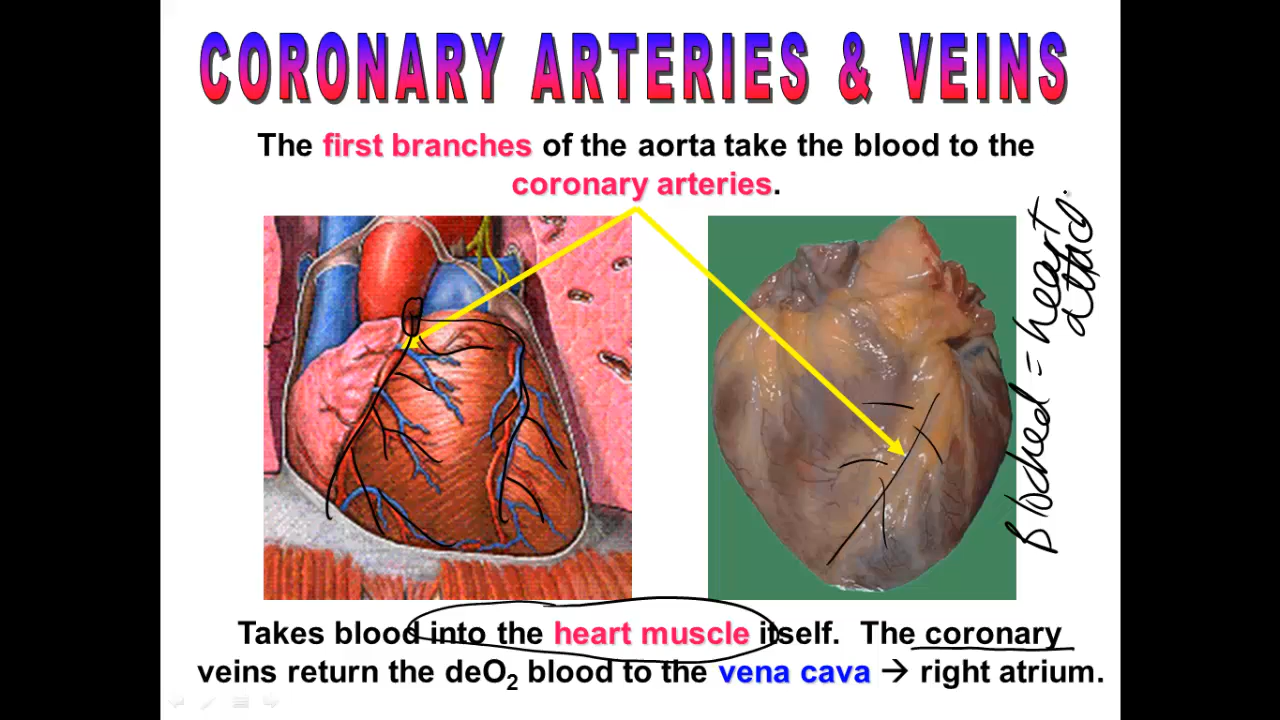 CORONARY ARTERIES & VEINS
The first branches of the aorta take the blood to the
coronary arteries.
Blocked = heart
attack
Takes blood into the heart muscle itself. The coronary
veins return the deO₂ blood to the vena cava → right atrium.